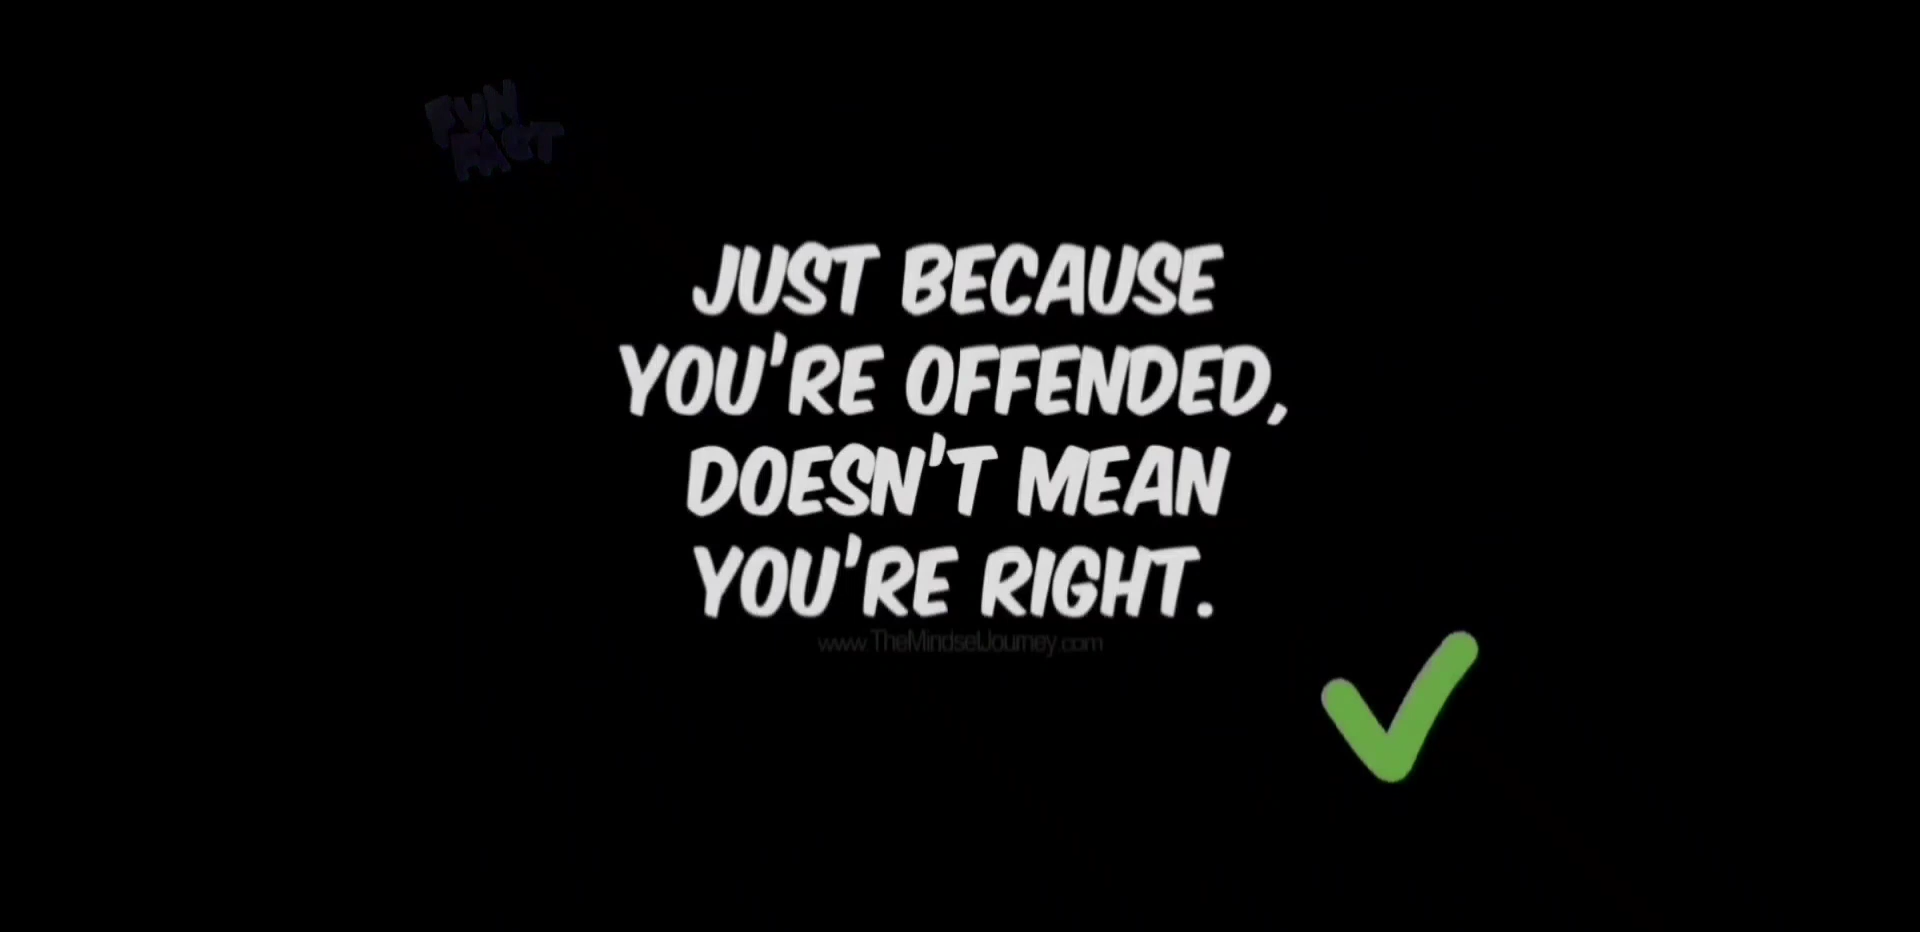 FUN
FACT
JUST BECAUSE
YOU'RE OFFENDED,
DOESN'T MEAN
YOU'RE RIGHT.
www.TheMindsetJourney.com